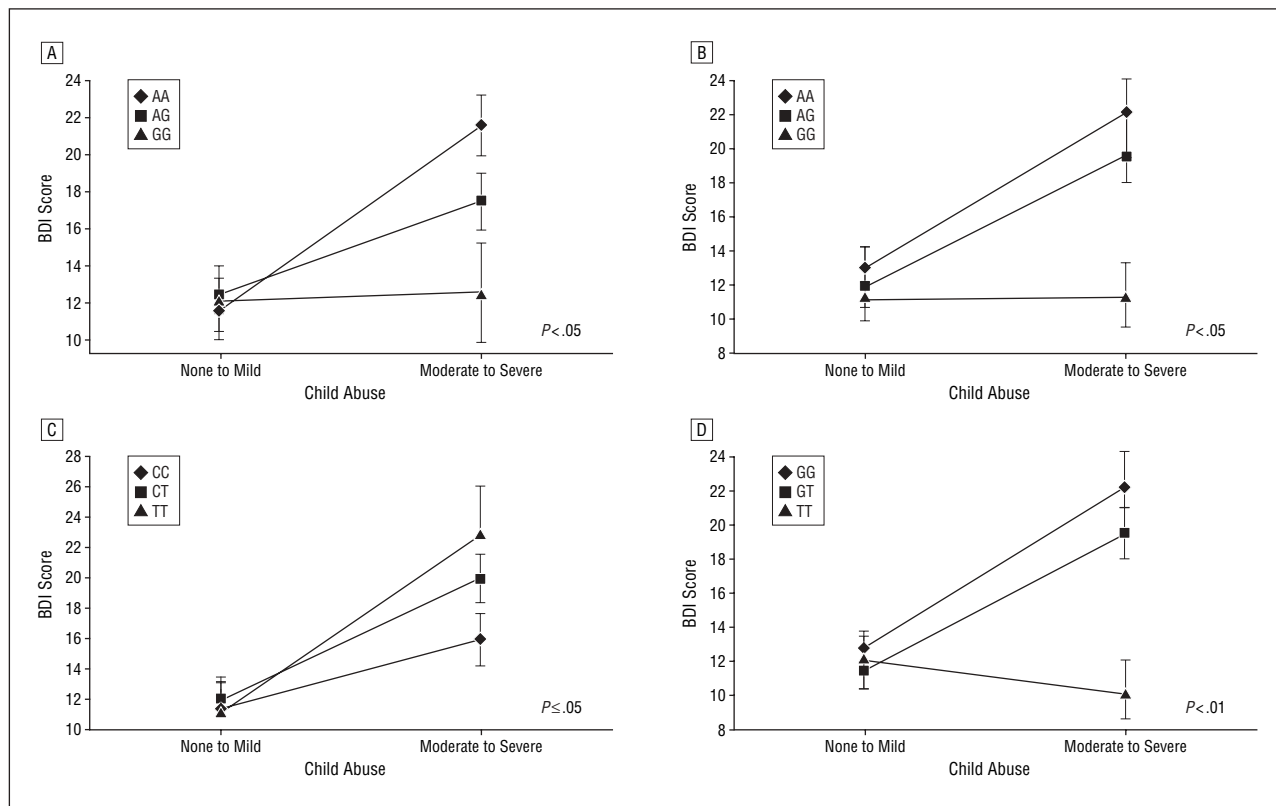 A
AA
AG
GG
24
22
20
18
16
14
12
10
BDI Score
None to Mild
Moderate to Severe
Child Abuse
P<.05
B
AA
AG
GG
24
22
20
18
16
14
12
10
8
BDI Score
None to Mild
Moderate to Severe
Child Abuse
P<.05
C
CC
CT
TT
28
26
24
22
20
18
16
14
12
10
BDI Score
None to Mild
Moderate to Severe
Child Abuse
P≤.05
D
GG
GT
TT
24
22
20
18
16
14
12
10
8
BDI Score
None to Mild
Moderate to Severe
Child Abuse
P<.01